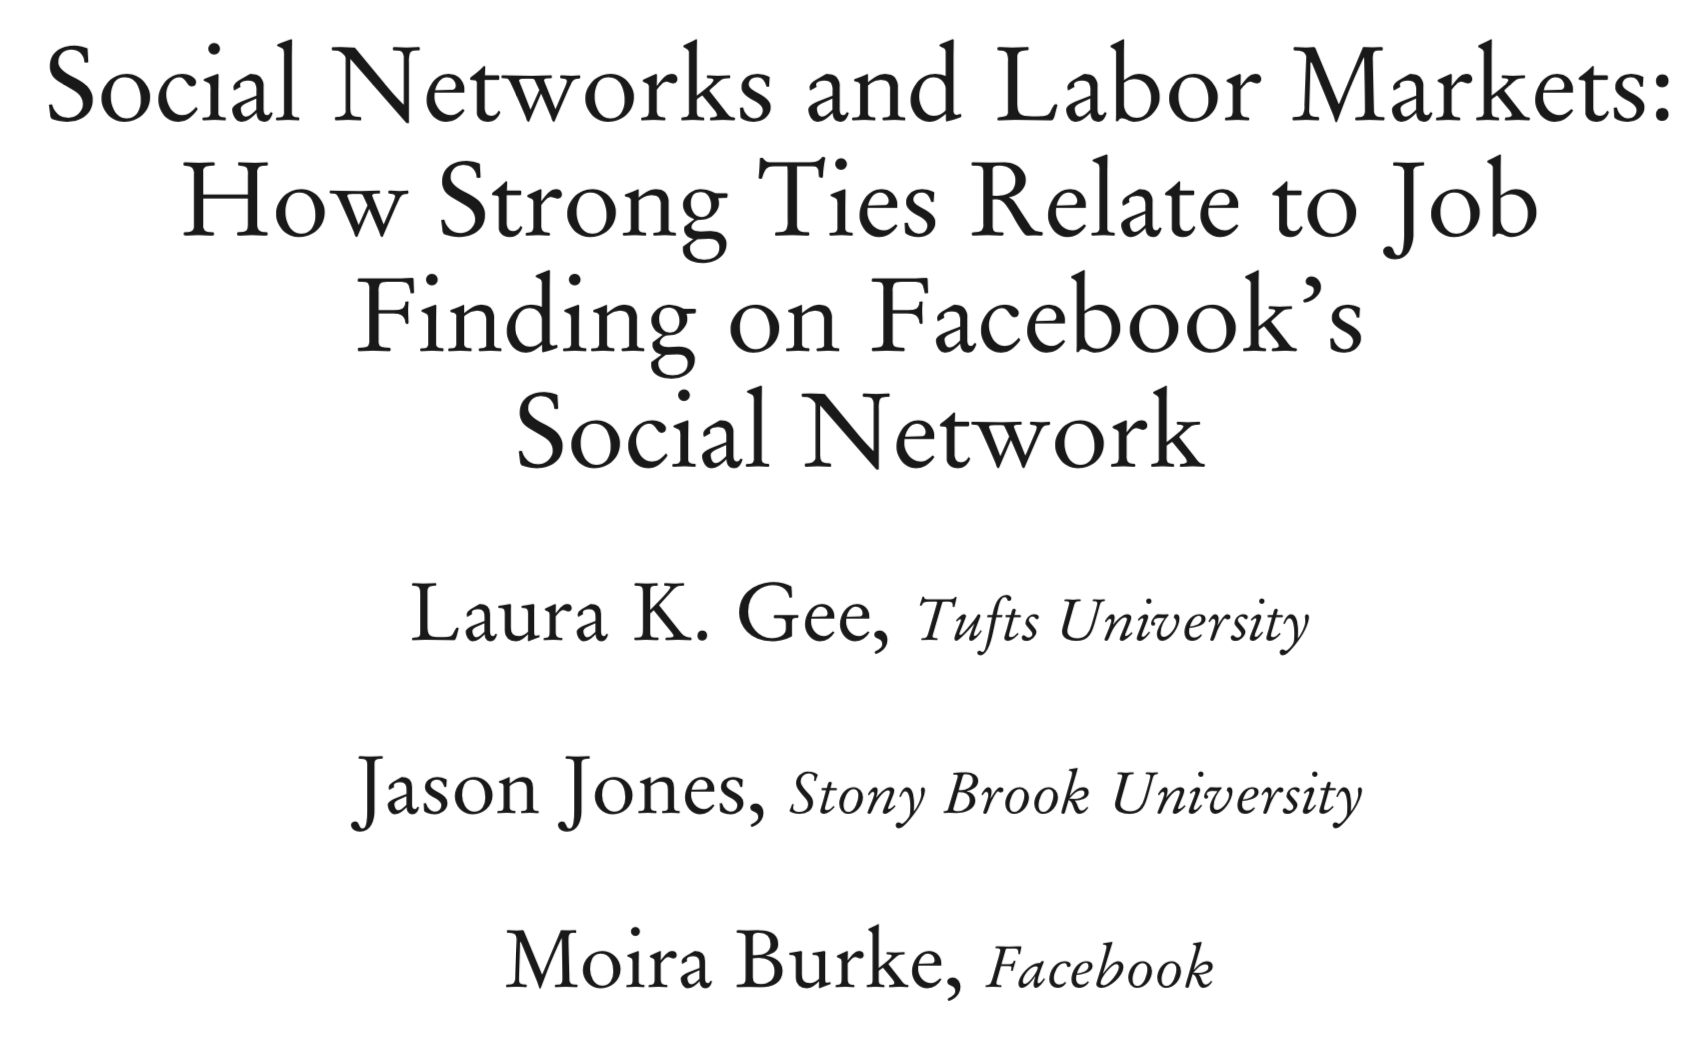 Social Networks and Labor Markets:
How Strong Ties Relate to Job
Finding on Facebook’s
Social Network
Laura K. Gee, Tufts University
Jason Jones, Stony Brook University
Moira Burke, Facebook